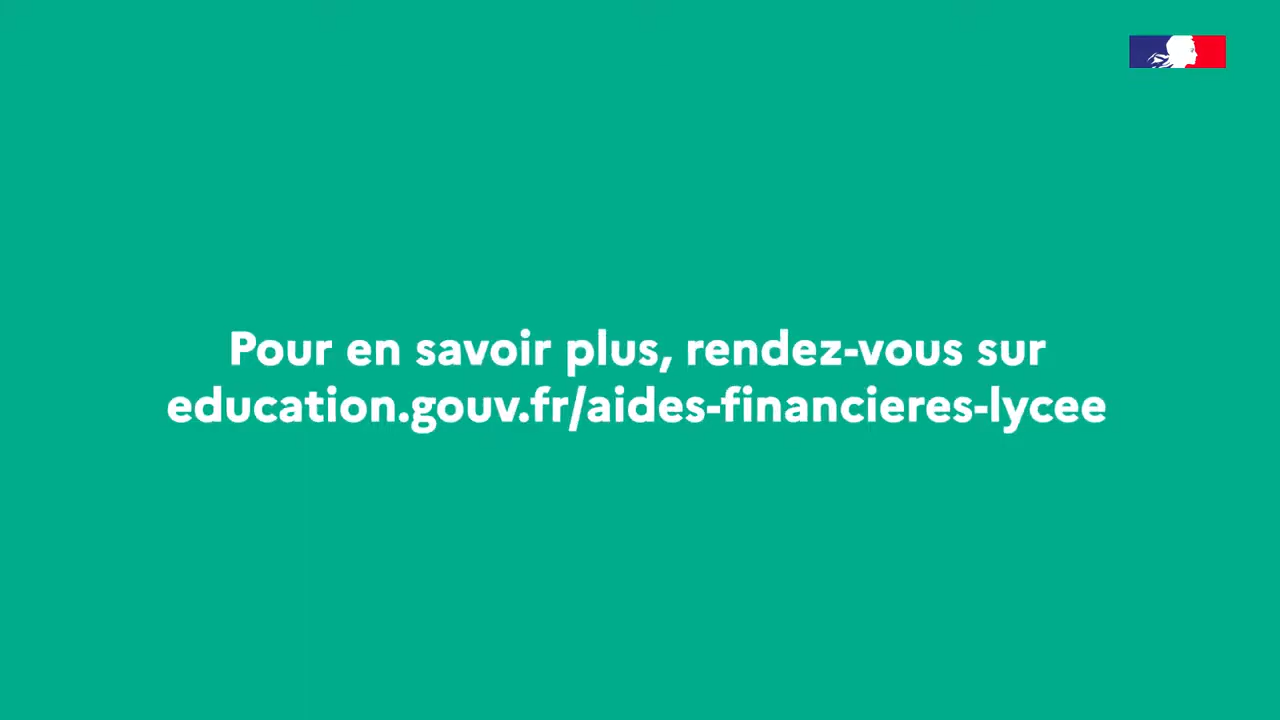 Pour en savoir plus, rendez-vous sur
education.gouv.fr/aides-financieres-lycee